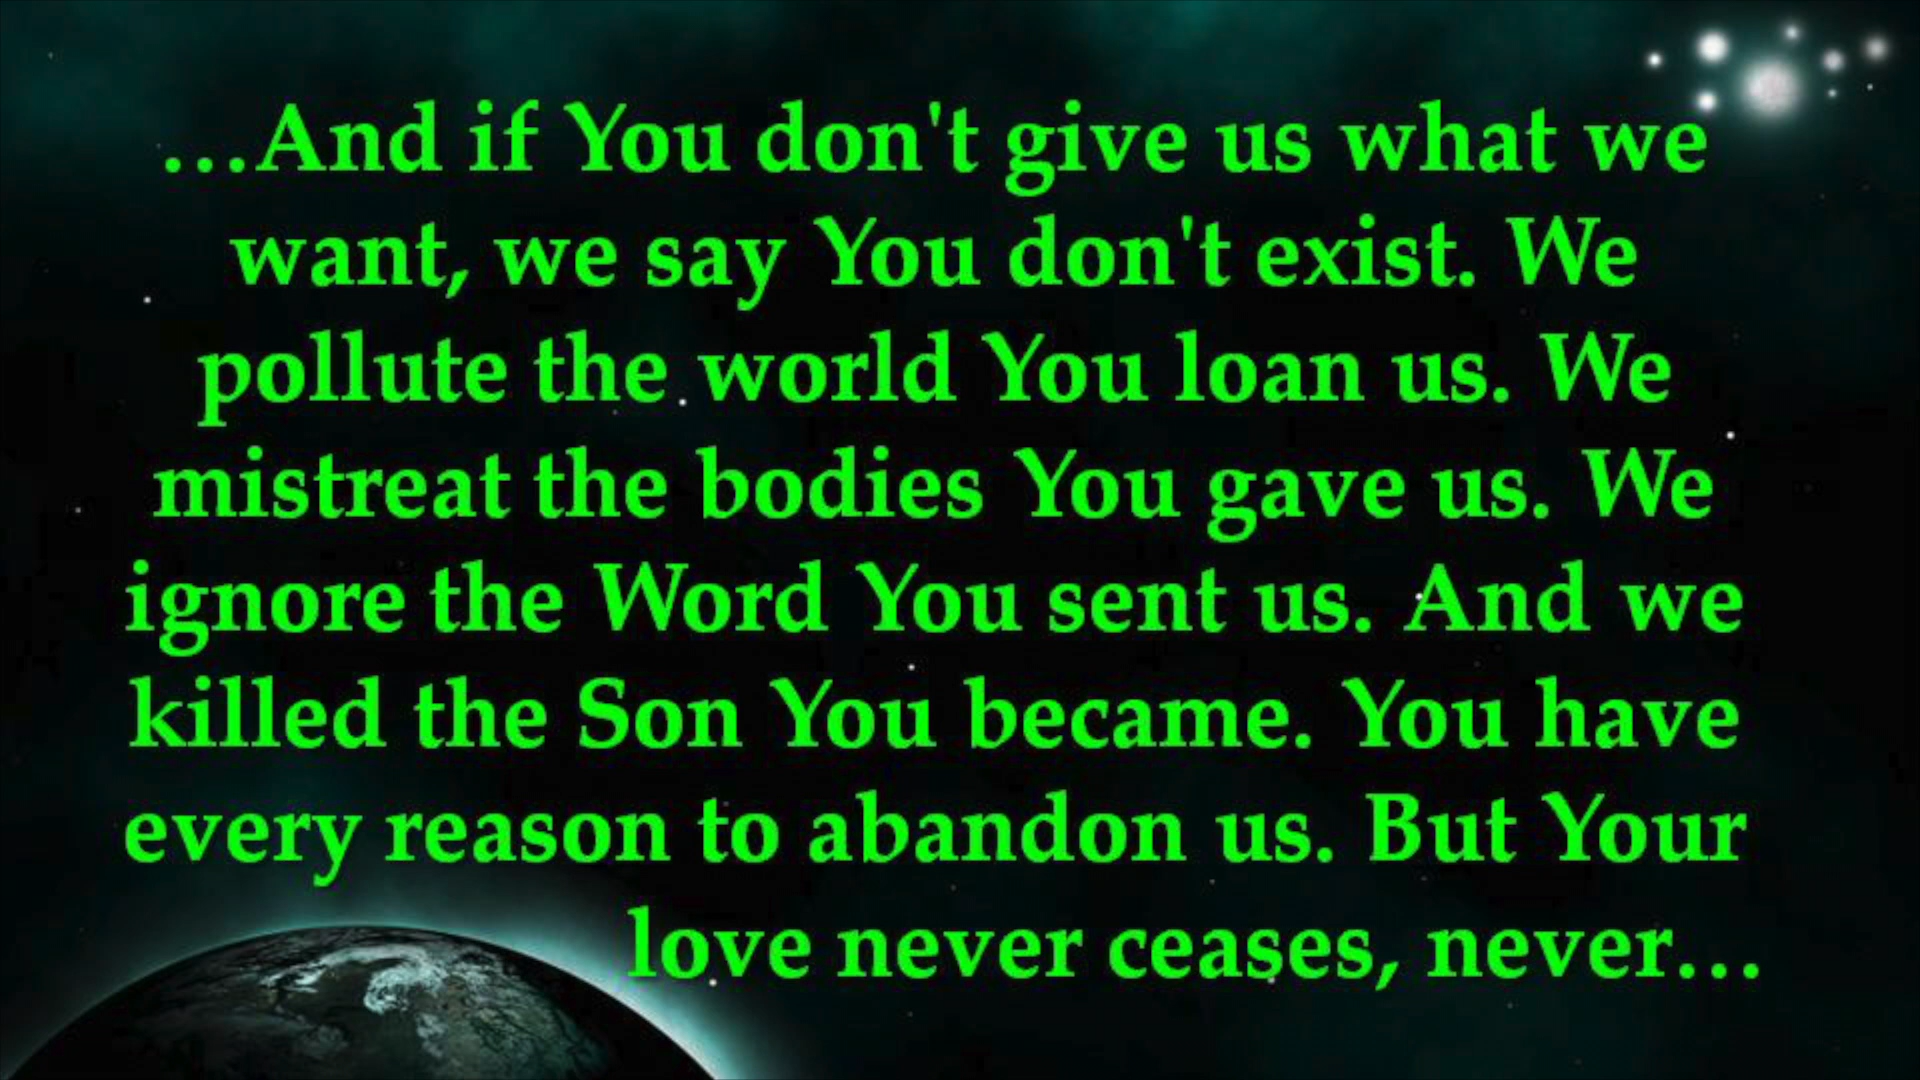 …And if You don't give us what we
want, we say You don't exist. We
pollute the world You loan us. We
mistreat the bodies You gave us. We
ignore the Word You sent us. And we
killed the Son You became. You have
every reason to abandon us. But Your
love never ceases, never…